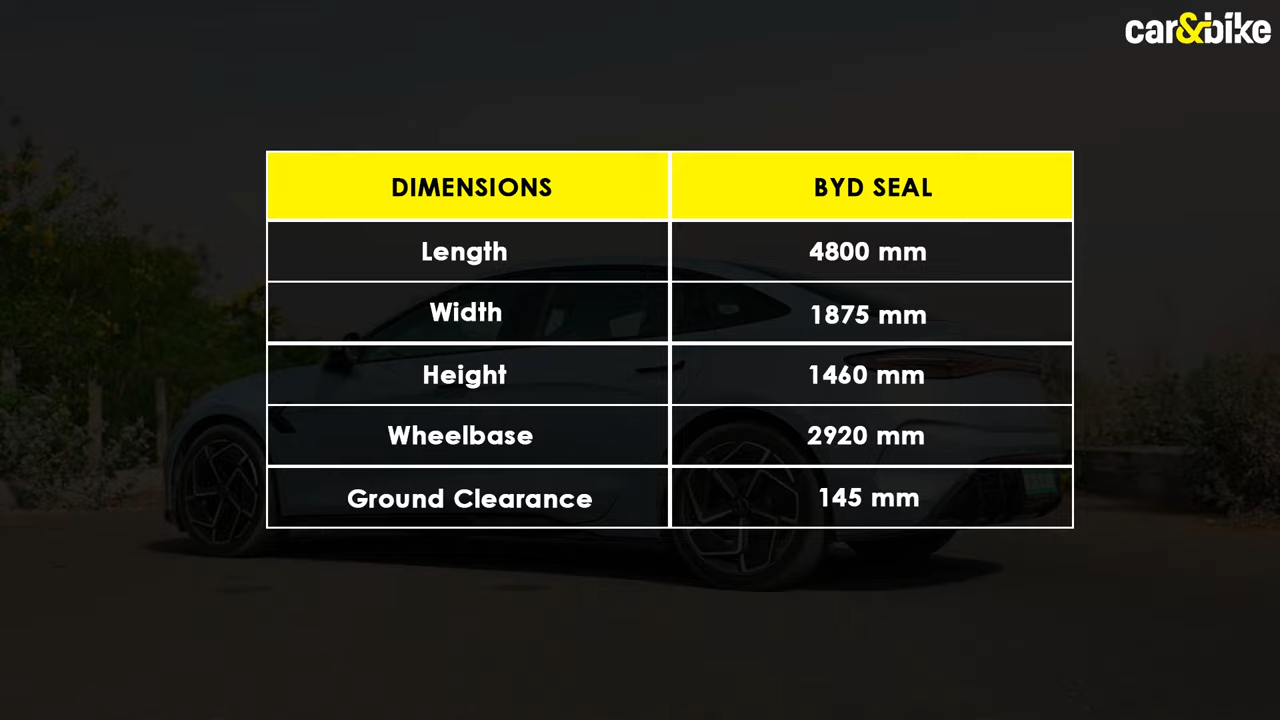 car&bike
DIMENSIONS BYD SEAL
Length 4800 mm
Width 1875 mm
Height 1460 mm
Wheelbase 2920 mm
Ground Clearance 145 mm